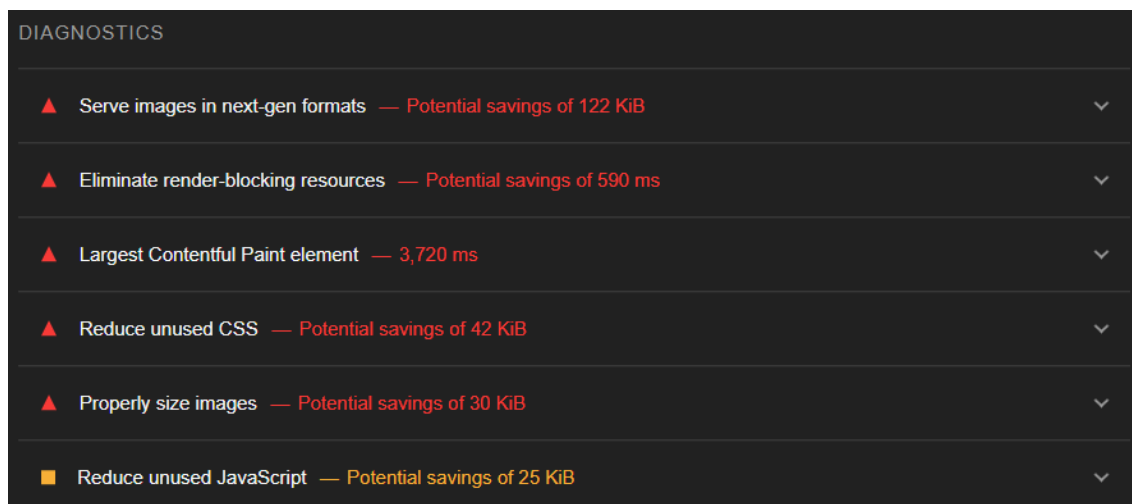 DIAGNOSTICS
Serve images in next-gen formats — Potential savings of 122 KiB
Eliminate render-blocking resources — Potential savings of 590 ms
Largest Contentful Paint element — 3,720 ms
Reduce unused CSS — Potential savings of 42 KiB
Properly size images — Potential savings of 30 KiB
Reduce unused JavaScript — Potential savings of 25 KiB